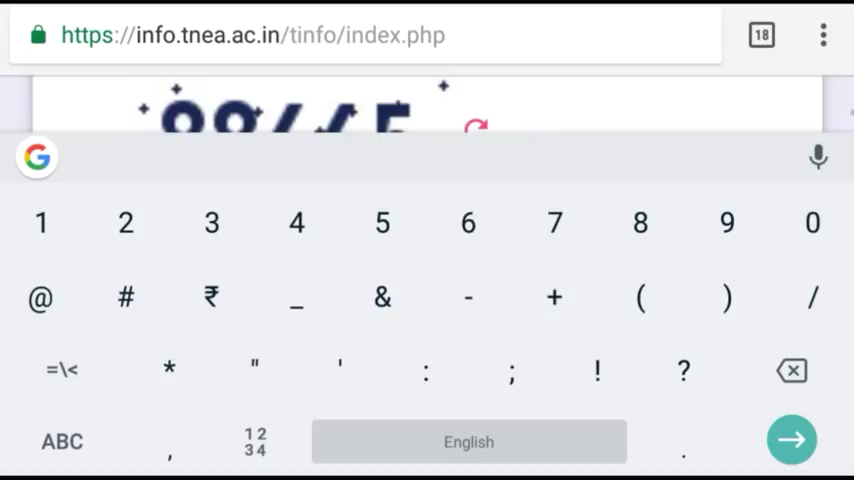 https://info.tnea.ac.in/tinfo/index.php 18
1 2 3 4 5 6 7 8 9 0
@ # ₹ _ & - + ( ) /
=\< * " ' : ; ! ?
ABC , 12 34 English .